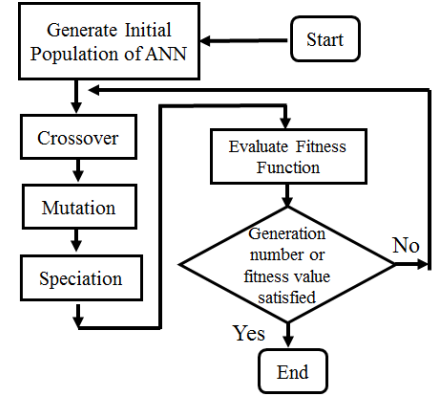 Generate Initial
Population of ANN
Start
Crossover
Mutation
Speciation
Evaluate Fitness
Function
Generation
number or
fitness value
satisfied
No
Yes
End